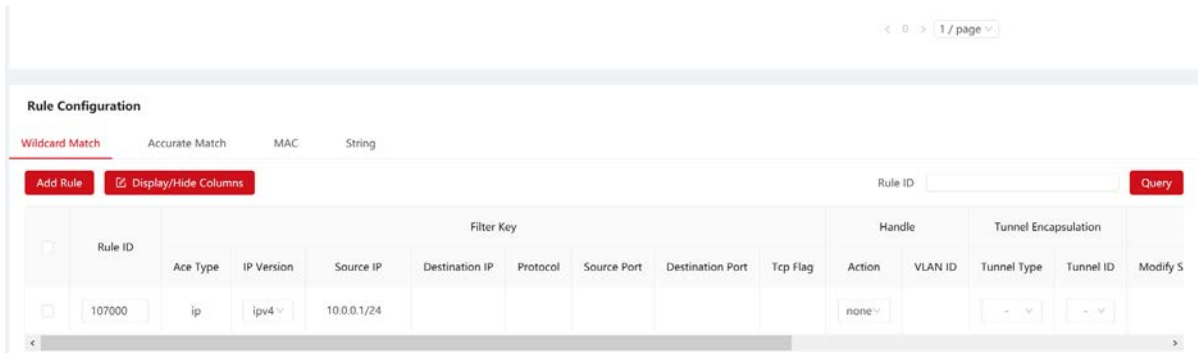 < 0 > 1 / page
Rule Configuration
Wildcard Match Accurate Match MAC String
Add Rule Display/Hide Columns Rule ID Query
Rule ID Filter Key Handle Tunnel Encapsulation
Ace Type IP Version Source IP Destination IP Protocol Source Port Destination Port Tcp Flag Action VLAN ID Tunnel Type Tunnel ID Modify S
107000 ip ipv4 10.0.0.1/24 none - -